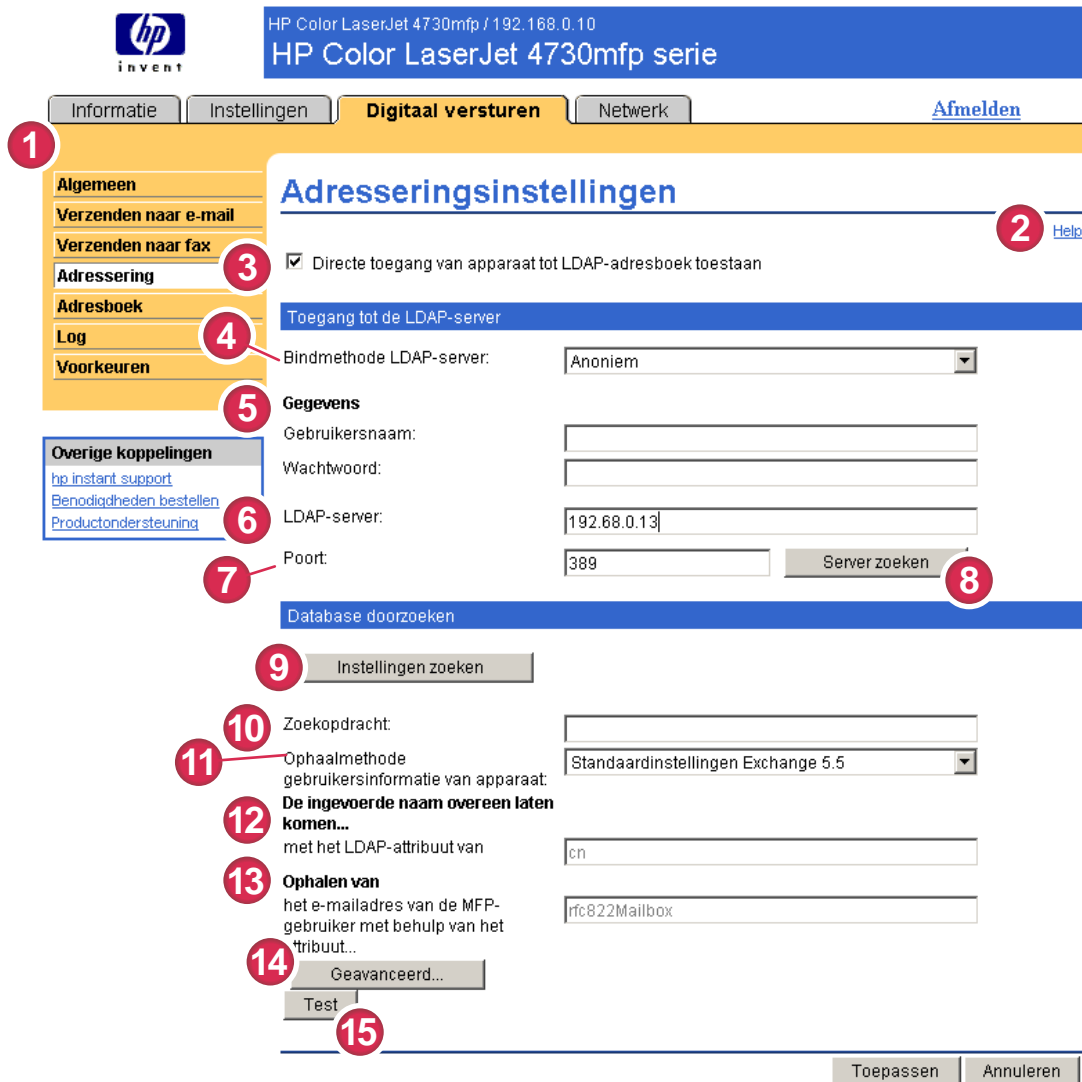 hp
invent
HP Color LaserJet 4730mfp / 192.168.0.10
HP Color LaserJet 4730mfp serie
Informatie
Instellingen
Digitaal versturen
Netwerk
Afmelden
1
Algemeen
Verzenden naar e-mail
Verzenden naar fax
Adressering
Adresboek
Log
Voorkeuren
Overige koppelingen
hp instant support
Benodigdheden bestellen
Productondersteuning
Adresseringsinstellingen
2
Help
3
Directe toegang van apparaat tot LDAP-adresboek toestaan
Toegang tot de LDAP-server
4
Bindmethode LDAP-server:
Anoniem
5
Gegevens
Gebruikersnaam:
Wachtwoord:
6
LDAP-server:
192.68.0.13
7
Poort:
389
Server zoeken
8
Database doorzoeken
9
Instellingen zoeken
10
Zoekopdracht:
11
Ophaalmethode
gebruikersinformatie van apparaat:
Standaardinstellingen Exchange 5.5
12
De ingevoerde naam overeen laten
komen...
met het LDAP-attribuut van
cn
13
Ophalen van
het e-mailadres van de MFP-
gebruiker met behulp van het
attribuut...
rfc822Mailbox
14
Geavanceerd...
Test
15
Toepassen
Annuleren